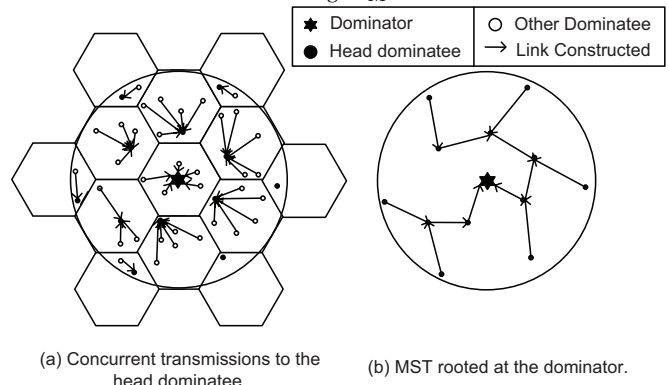 Dominator
Head dominatee
Other Dominatee
Link Constructed
(a) Concurrent transmissions to the
head dominatee
(b) MST rooted at the dominator.